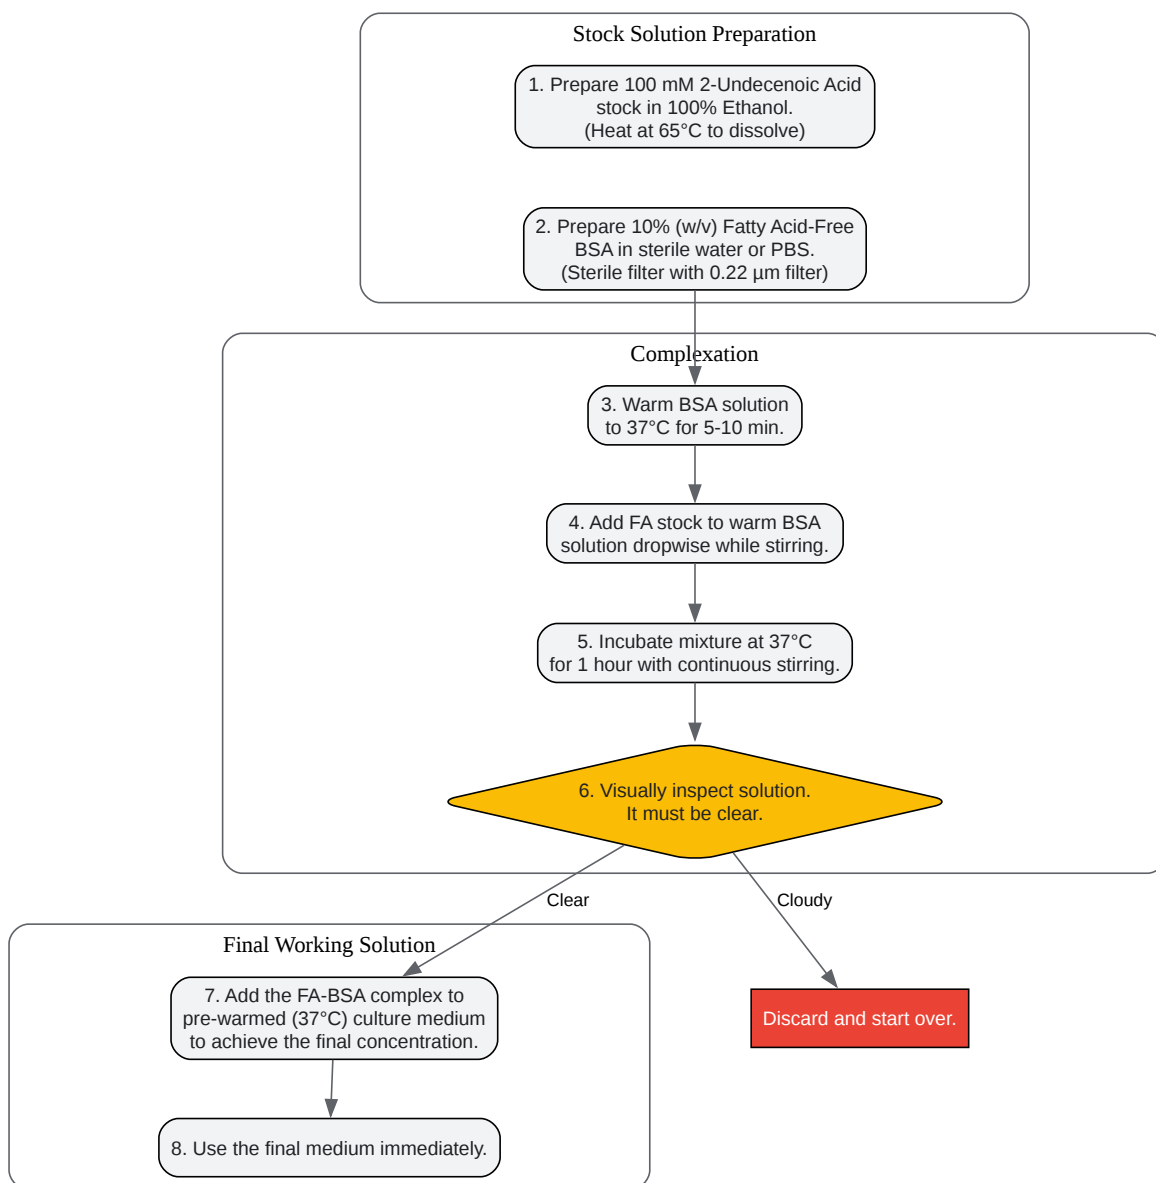 Stock Solution Preparation
1. Prepare 100 mM 2-Undecenoic Acid
stock in 100% Ethanol.
(Heat at 65°C to dissolve)
2. Prepare 10% (w/v) Fatty Acid-Free
BSA in sterile water or PBS.
(Sterile filter with 0.22 µm filter)
Complexation
3. Warm BSA solution
to 37°C for 5-10 min.
4. Add FA stock to warm BSA
solution dropwise while stirring.
5. Incubate mixture at 37°C
for 1 hour with continuous stirring.
6. Visually inspect solution.
It must be clear.
Clear
Cloudy
Final Working Solution
7. Add the FA-BSA complex to
pre-warmed (37°C) culture medium
to achieve the final concentration.
Discard and start over.
8. Use the final medium immediately.